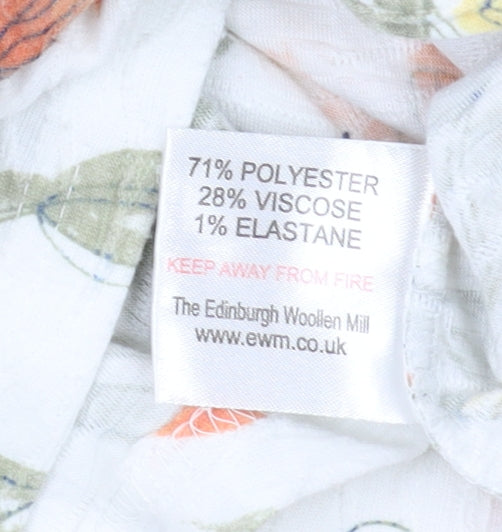 71% POLYESTER
28% VISCOSE
1% ELASTANE
KEEP AWAY FROM FIRE
The Edinburgh Woollen Mill
www.ewm.co.uk